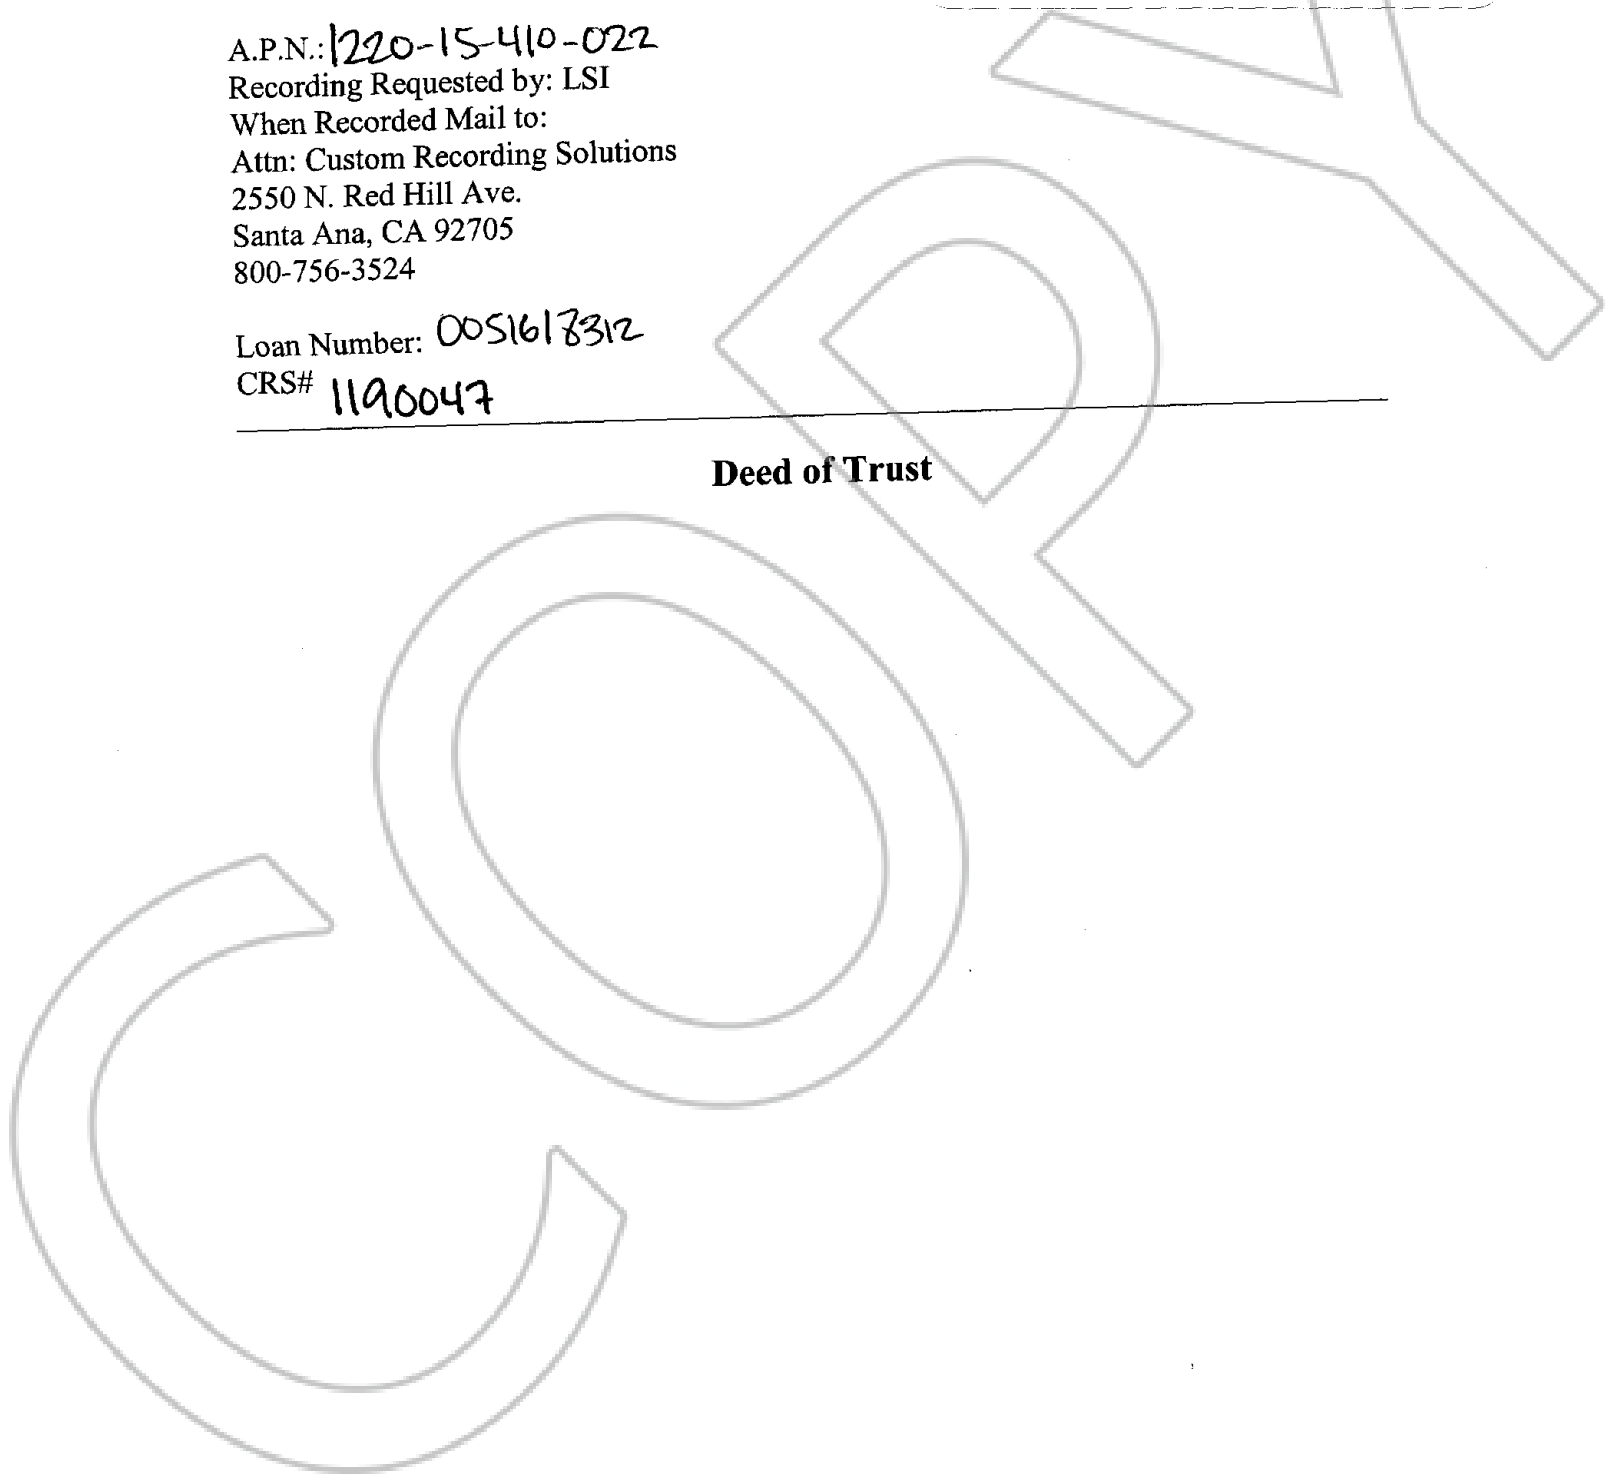 A.P.N.: 1220-15-410-022
Recording Requested by: LSI
When Recorded Mail to:
Attn: Custom Recording Solutions
2550 N. Red Hill Ave.
Santa Ana, CA 92705
800-756-3524
Loan Number: 0051618312
CRS# 1190047
Deed of Trust
COPY